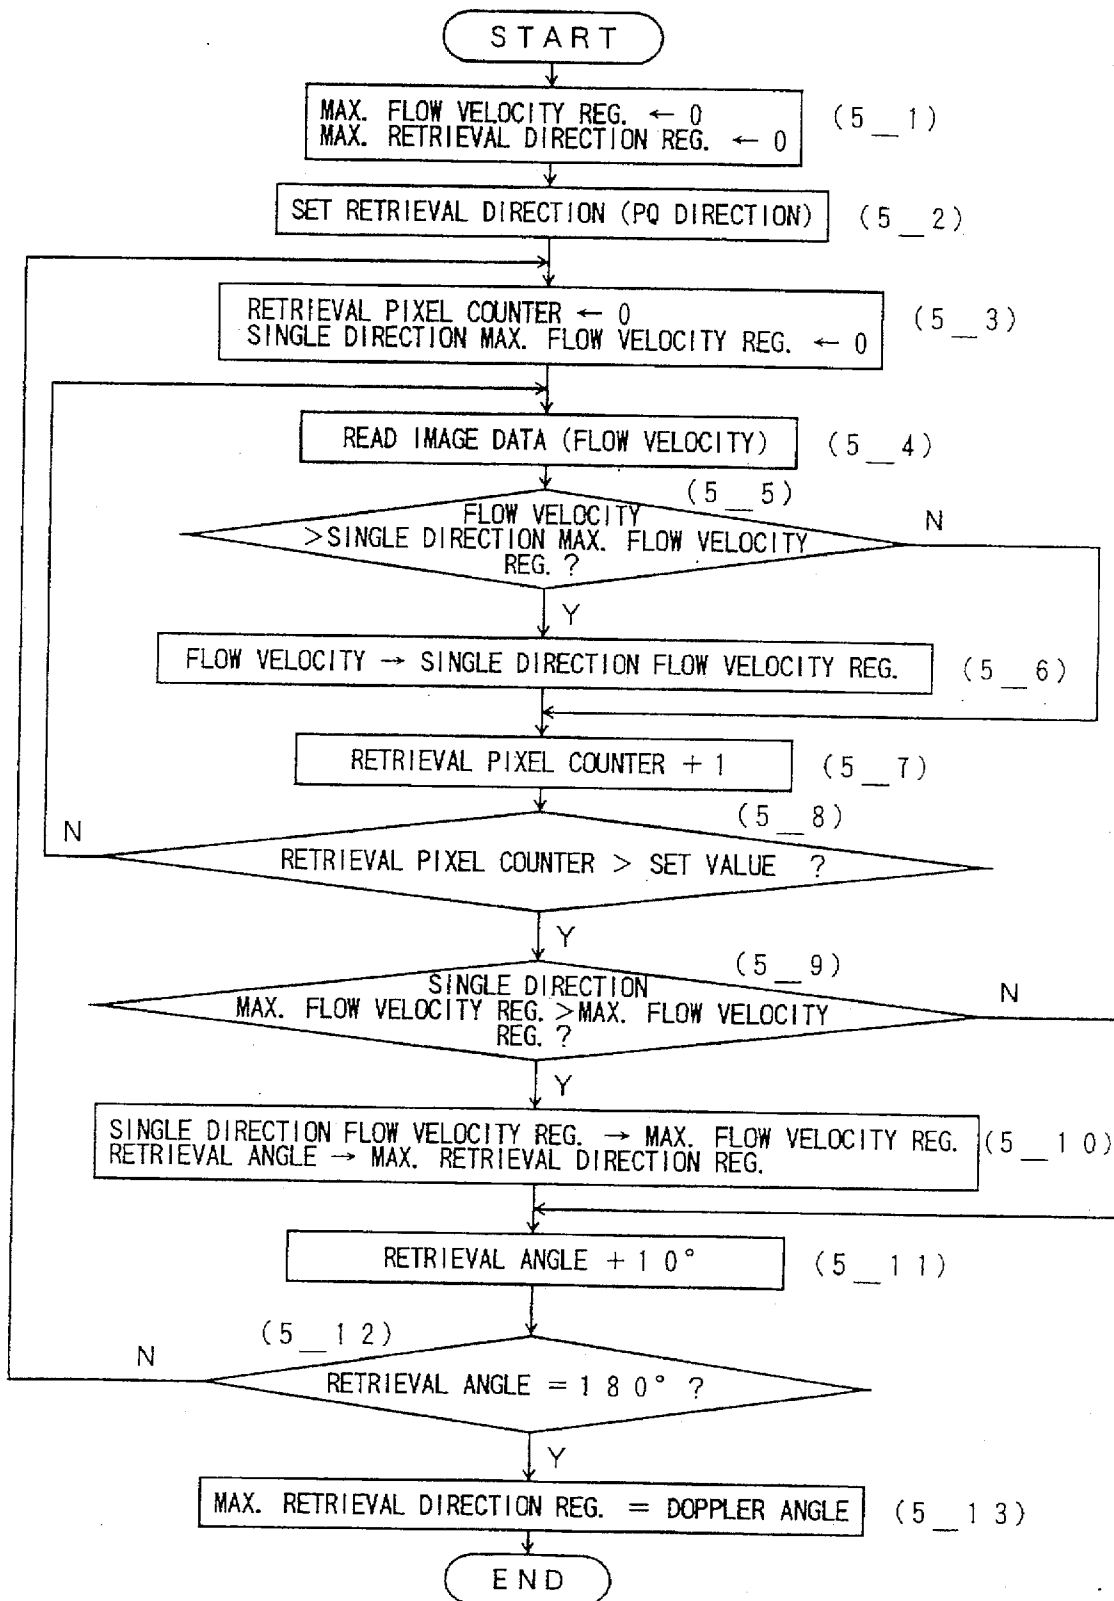 START
MAX. FLOW VELOCITY REG. ← 0
MAX. RETRIEVAL DIRECTION REG. ← 0
(5_1)
SET RETRIEVAL DIRECTION (PQ DIRECTION)
(5_2)
RETRIEVAL PIXEL COUNTER ← 0
SINGLE DIRECTION MAX. FLOW VELOCITY REG. ← 0
(5_3)
READ IMAGE DATA (FLOW VELOCITY)
(5_4)
(5_5)
FLOW VELOCITY
>SINGLE DIRECTION MAX. FLOW VELOCITY
REG. ?
N
Y
FLOW VELOCITY → SINGLE DIRECTION FLOW VELOCITY REG.
(5_6)
RETRIEVAL PIXEL COUNTER +1
(5_7)
(5_8)
N
RETRIEVAL PIXEL COUNTER > SET VALUE ?
Y
(5_9)
SINGLE DIRECTION
MAX. FLOW VELOCITY REG. >MAX. FLOW VELOCITY
REG. ?
N
Y
SINGLE DIRECTION FLOW VELOCITY REG. → MAX. FLOW VELOCITY REG.
RETRIEVAL ANGLE → MAX. RETRIEVAL DIRECTION REG.
(5_10)
RETRIEVAL ANGLE +10°
(5_11)
(5_12)
N
RETRIEVAL ANGLE =180° ?
Y
MAX. RETRIEVAL DIRECTION REG. = DOPPLER ANGLE
(5_13)
END